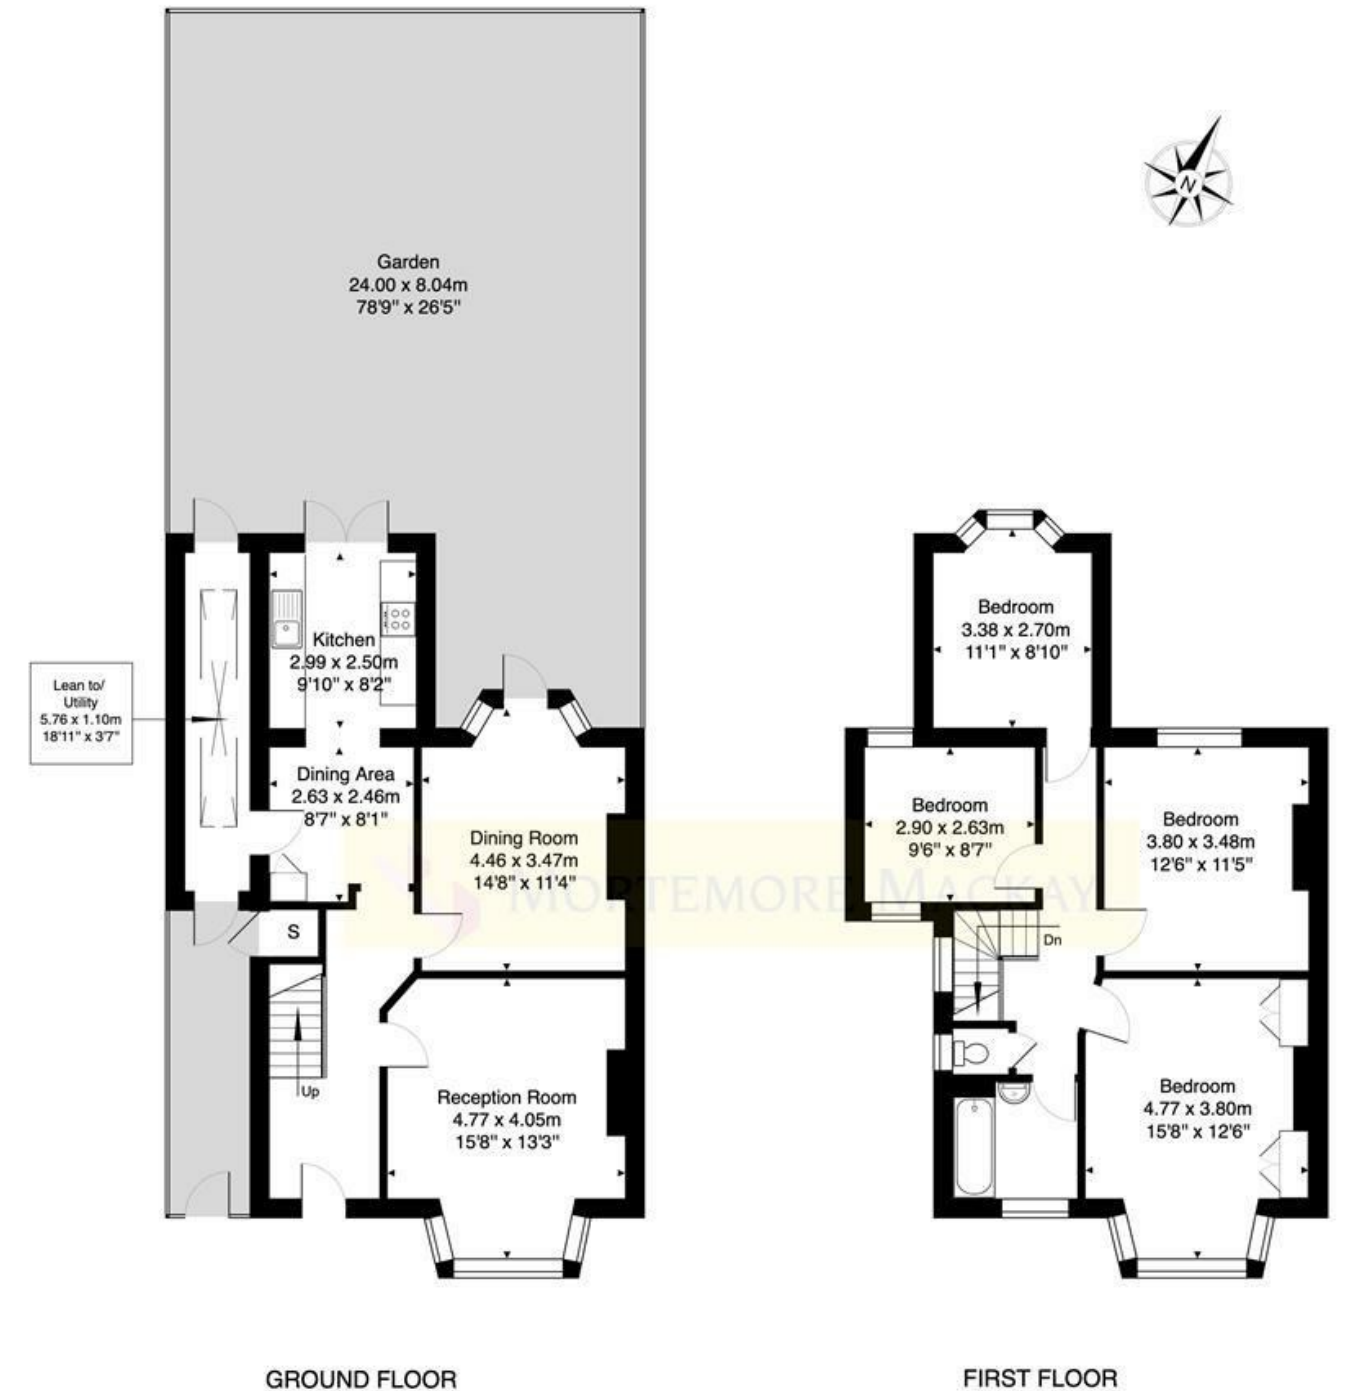 Garden
24.00 x 8.04m
78'9" x 26'5"
N
Kitchen
2.99 x 2.50m
9'10" x 8'2"
Lean to/
Utility
5.76 x 1.10m
18'11" x 3'7"
Dining Area
2.63 x 2.46m
8'7" x 8'1"
Dining Room
4.46 x 3.47m
14'8" x 11'4"
S
Up
Reception Room
4.77 x 4.05m
15'8" x 13'3"
GROUND FLOOR
Bedroom
3.38 x 2.70m
11'1" x 8'10"
Bedroom
2.90 x 2.63m
9'6" x 8'7"
Bedroom
3.80 x 3.48m
12'6" x 11'5"
MORTEMORE MACKAY
Dn
Bedroom
4.77 x 3.80m
15'8" x 12'6"
FIRST FLOOR